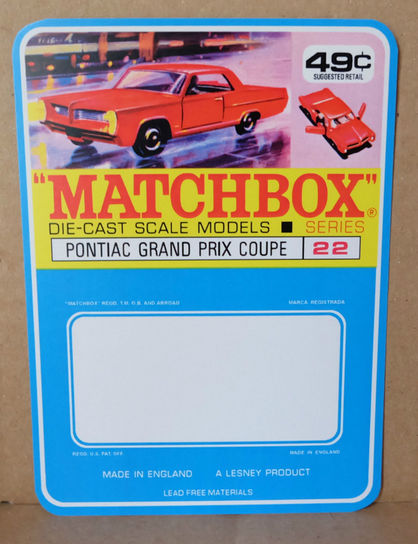 49¢
SUGGESTED RETAIL
"MATCHBOX"®
DIE-CAST SCALE MODELS ■ SERIES
PONTIAC GRAND PRIX COUPE 22
"MATCHBOX" REGD. T.M. G.B. AND ABROAD MARCA REGISTRADA
REGD. U.S. PAT. OFF. MADE IN ENGLAND
MADE IN ENGLAND A LESNEY PRODUCT
LEAD FREE MATERIALS